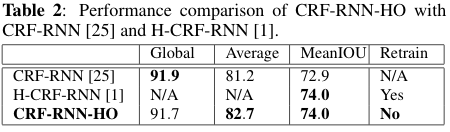 Table 2: Performance comparison of CRF-RNN-HO with
CRF-RNN [25] and H-CRF-RNN [1].
Global Average MeanIOU Retrain
CRF-RNN [25] 91.9 81.2 72.9 N/A
H-CRF-RNN [1] N/A N/A 74.0 Yes
CRF-RNN-HO 91.7 82.7 74.0 No